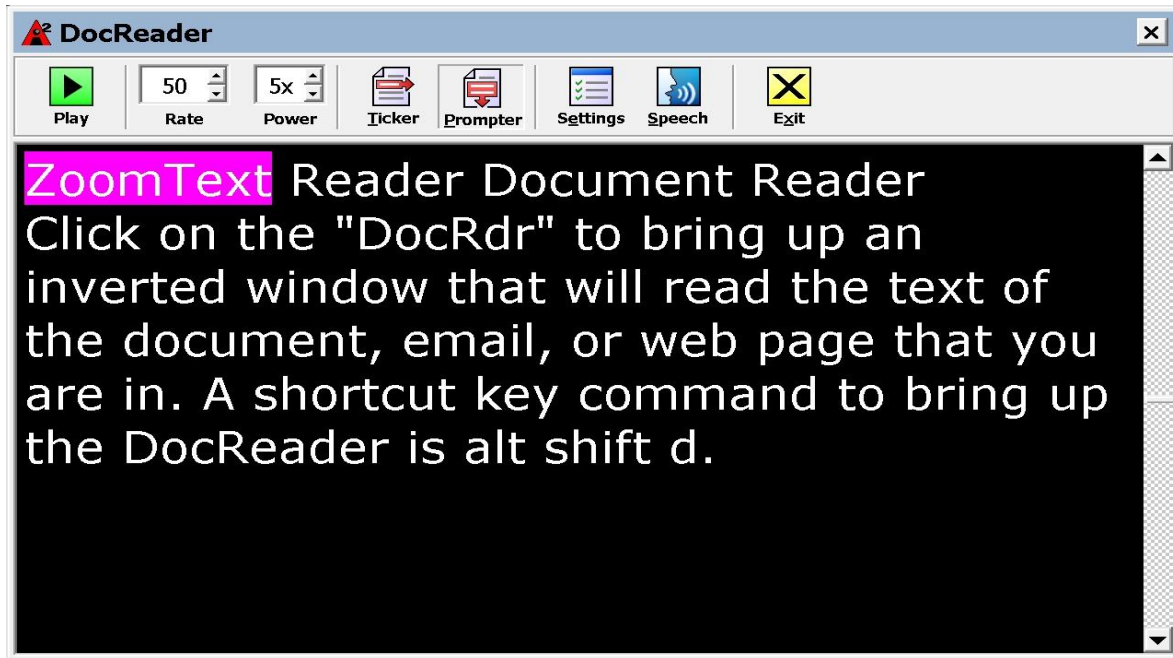 DocReader
50 5x
Play Rate Power Ticker Prompter Settings Speech Exit
ZoomText Reader Document Reader
Click on the "DocRdr" to bring up an
inverted window that will read the text of
the document, email, or web page that you
are in. A shortcut key command to bring up
the DocReader is alt shift d.